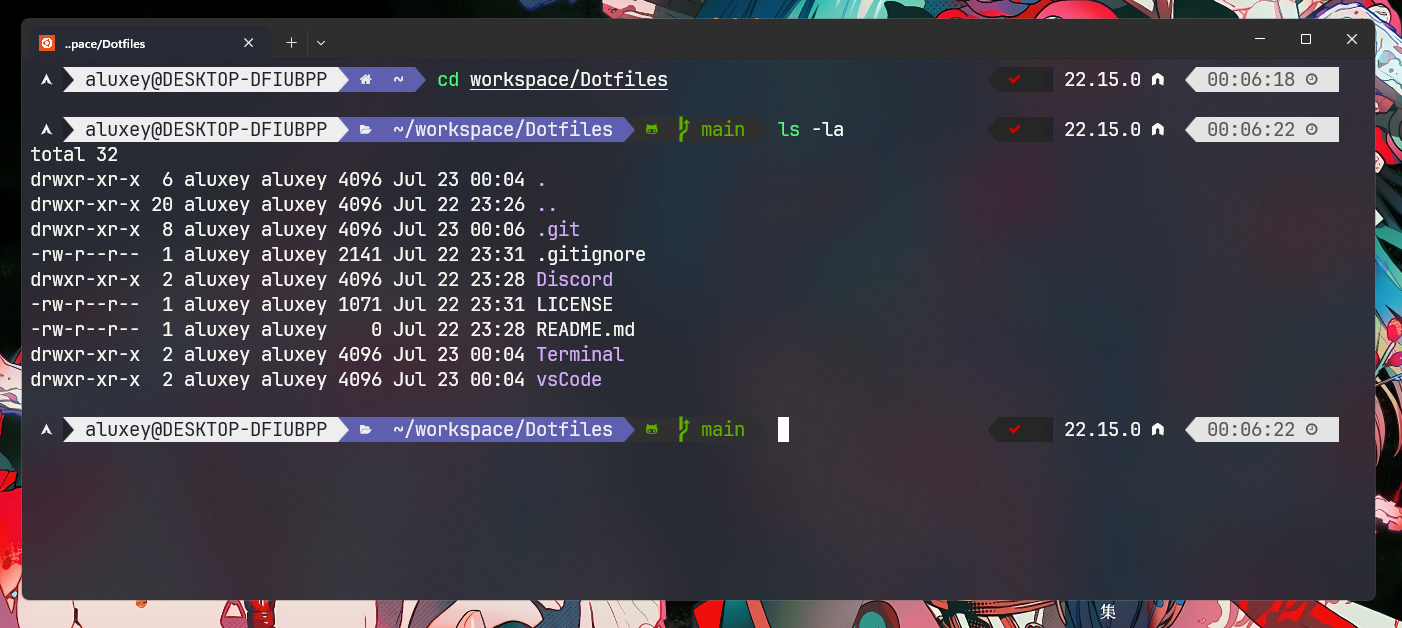 ..pace/Dotfiles
aluxey@DESKTOP-DFIUBPP ~ cd workspace/Dotfiles 22.15.0 00:06:18
aluxey@DESKTOP-DFIUBPP ~/workspace/Dotfiles main ls -la 22.15.0 00:06:22
total 32
drwxr-xr-x  6 aluxey aluxey 4096 Jul 23 00:04 .
drwxr-xr-x 20 aluxey aluxey 4096 Jul 22 23:26 ..
drwxr-xr-x  8 aluxey aluxey 4096 Jul 23 00:06 .git
-rw-r--r--  1 aluxey aluxey 2141 Jul 22 23:31 .gitignore
drwxr-xr-x  2 aluxey aluxey 4096 Jul 22 23:28 Discord
-rw-r--r--  1 aluxey aluxey 1071 Jul 22 23:31 LICENSE
-rw-r--r--  1 aluxey aluxey    0 Jul 22 23:28 README.md
drwxr-xr-x  2 aluxey aluxey 4096 Jul 23 00:04 Terminal
drwxr-xr-x  2 aluxey aluxey 4096 Jul 23 00:04 vsCode
aluxey@DESKTOP-DFIUBPP ~/workspace/Dotfiles main 22.15.0 00:06:22
集